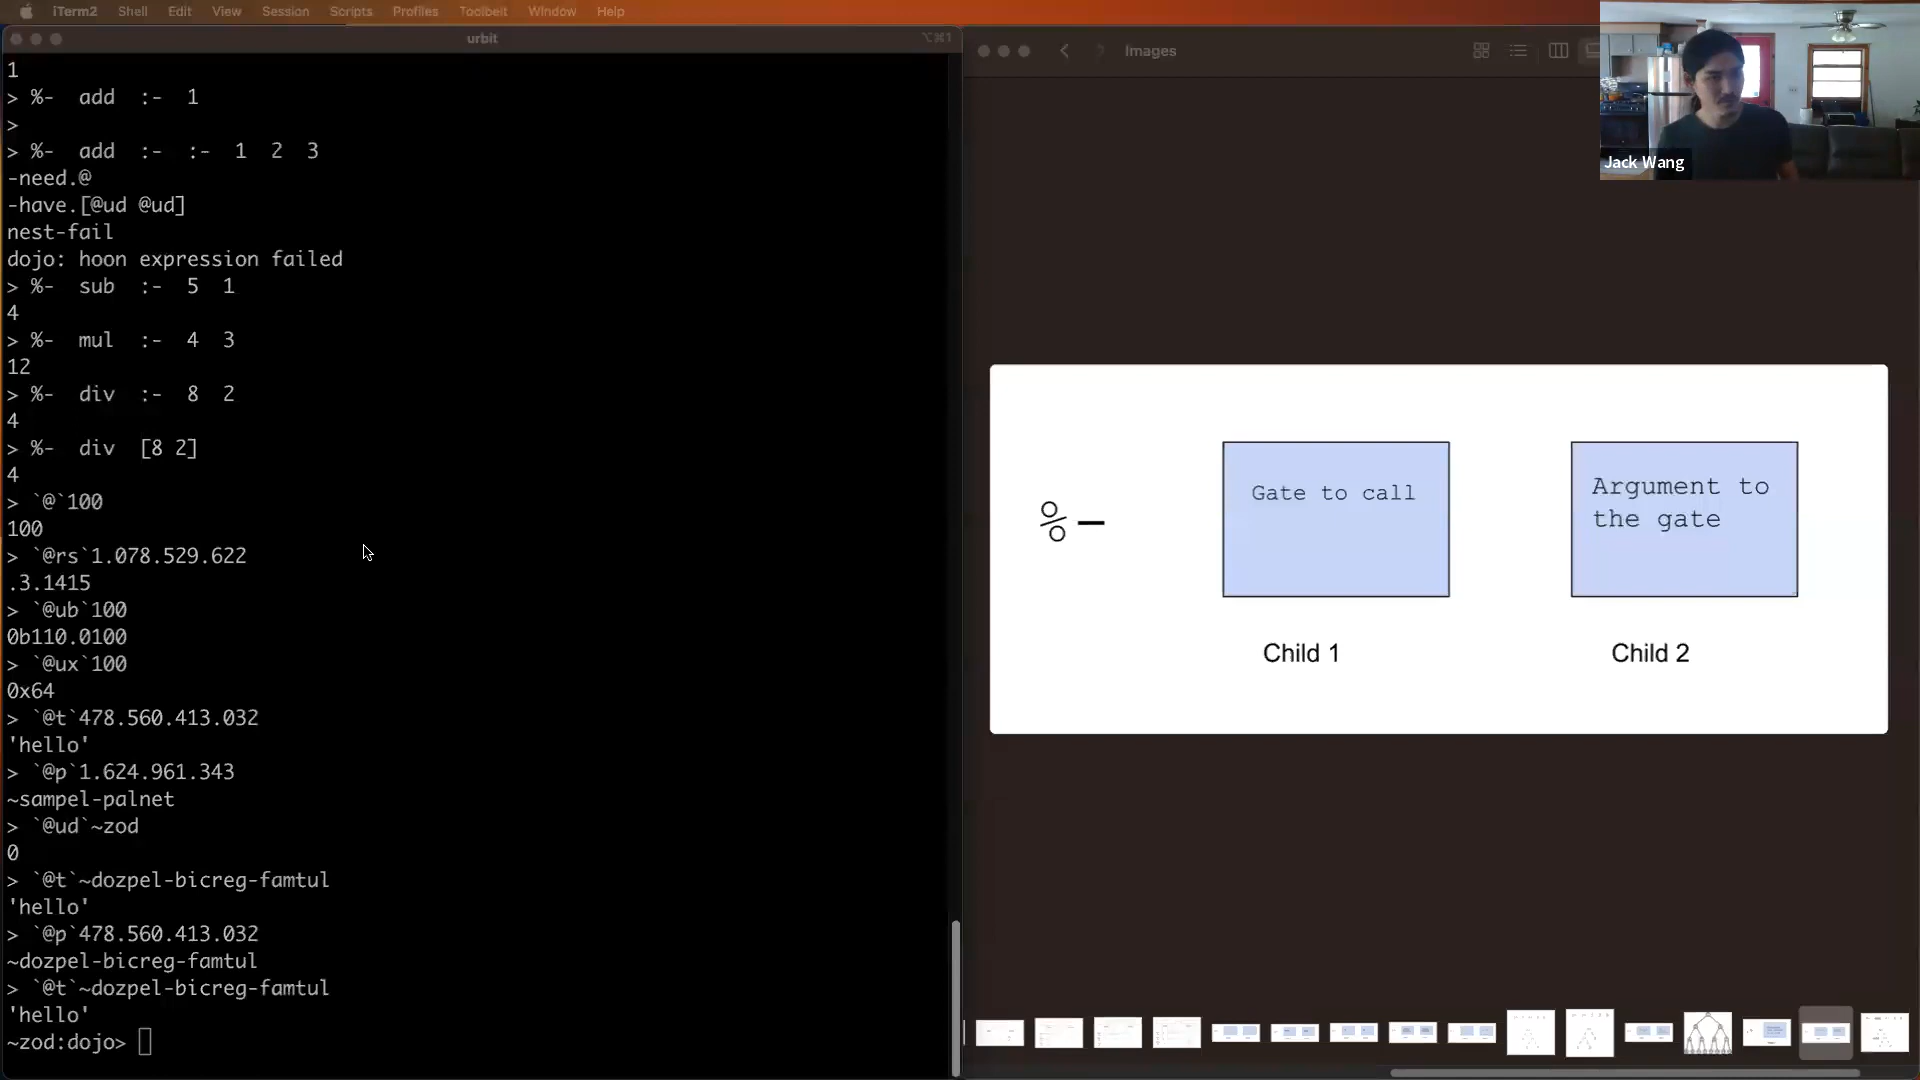 iTerm2 Shell Edit View Session Scripts Profiles Toolbelt Window Help
urbit
⌥⌘1
1
> %-  add  :-  1
>
> %-  add  :-  :-  1  2  3
-need.@
-have.[@ud @ud]
nest-fail
dojo: hoon expression failed
> %-  sub  :-  5  1
4
> %-  mul  :-  4  3
12
> %-  div  :-  8  2
4
> %-  div  [8 2]
4
> `@`100
100
> `@rs`1.078.529.622
.3.1415
> `@ub`100
0b110.0100
> `@ux`100
0x64
> `@t`478.560.413.032
'hello'
> `@p`1.624.961.343
~sampel-palnet
> `@ud`~zod
0
> `@t`~dozpel-bicreg-famtul
'hello'
> `@p`478.560.413.032
~dozpel-bicreg-famtul
> `@t`~dozpel-bicreg-famtul
'hello'
~zod:dojo>
Images
Jack Wang
%-
Gate to call
Argument to
the gate
Child 1
Child 2